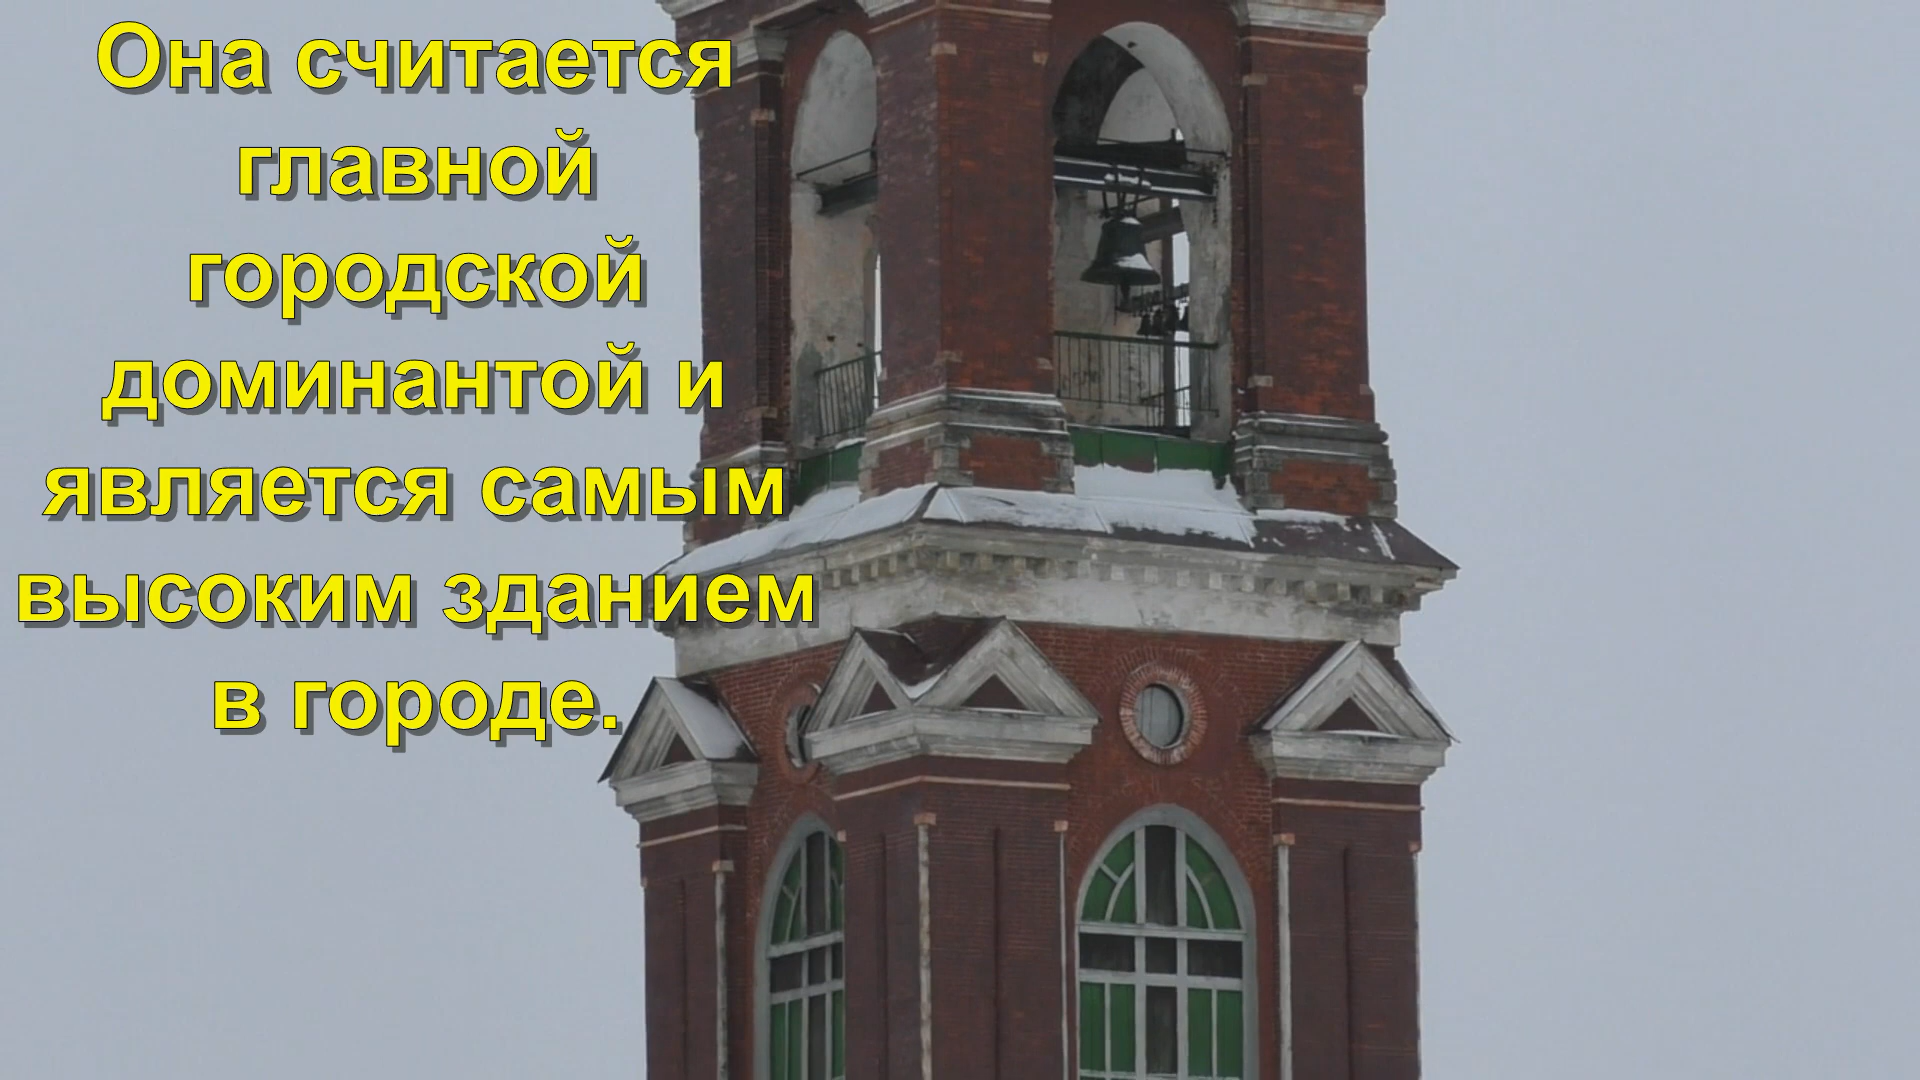 Она считается
главной
городской
доминантой и
является самым
высоким зданием
в городе.